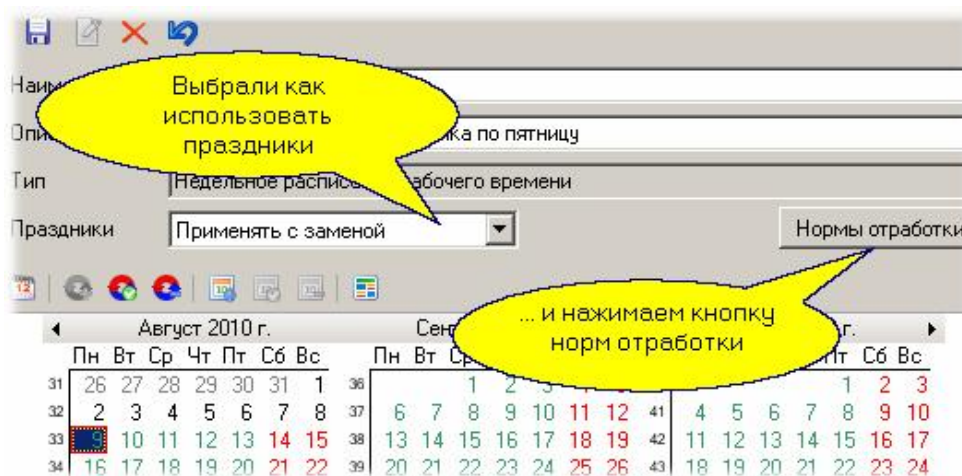 Выбрали как
использовать
праздники
ка по пятницу
Тип
Недельное
абочего времени
Праздники
Применять с заменой
Нормы отработки
... и нажимаем кнопку
норм отработки
Август 2010 г.
г.
Пн Вт Ср Чт Пт Сб Вс Пн Вт Пт Сб Вс
31 26 27 28 29 30 31 1 36 1 2 3 1 2 3
32 2 3 4 5 6 7 8 37 6 7 8 9 10 11 12 41 4 5 6 7 8 9 10
33 9 10 11 12 13 14 15 38 13 14 15 16 17 18 19 42 11 12 13 14 15 16 17
34 16 17 18 19 20 21 22 39 20 21 22 23 24 25 26 43 18 19 20 21 22 23 24